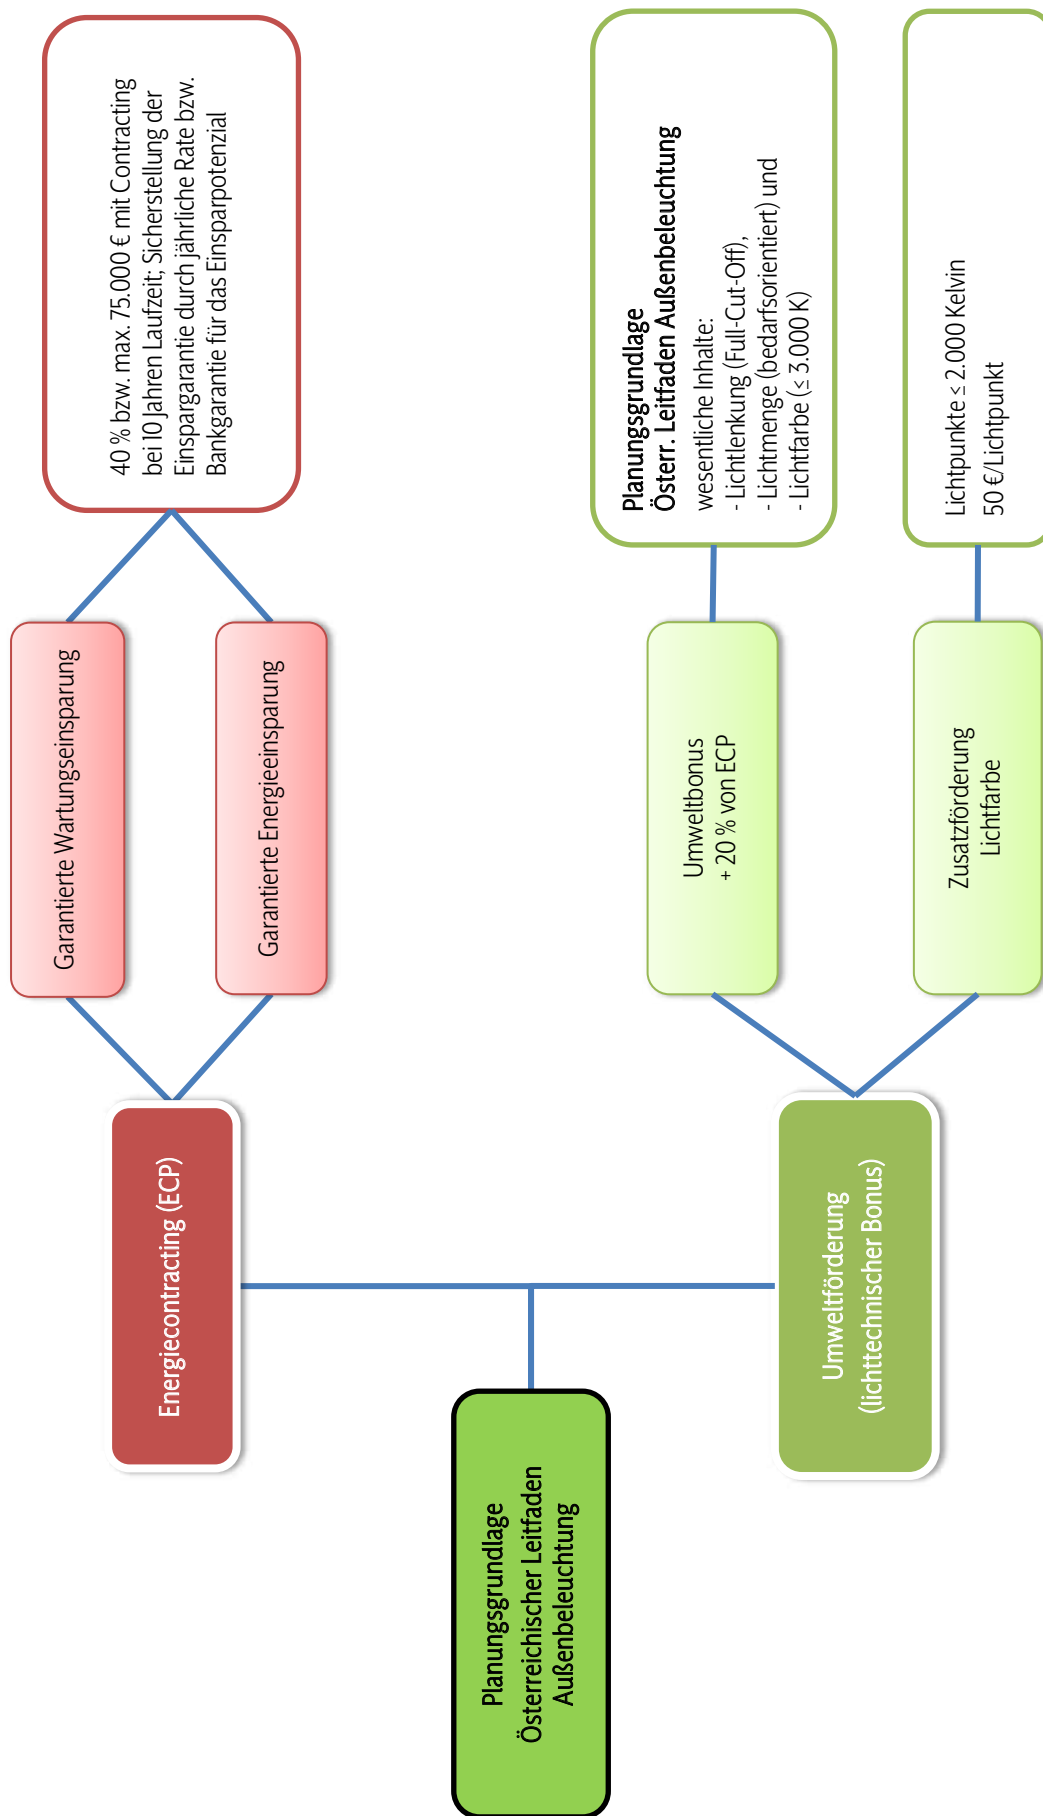 Planungsgrundlage
Österreichischer Leitfaden
Außenbeleuchtung
Energiecontracting (ECP)
Garantierte Wartungseinsparung
Garantierte Energieeinsparung
40 % bzw. max. 75.000 € mit Contracting
bei 10 Jahren Laufzeit; Sicherstellung der
Einspargarantie durch jährliche Rate bzw.
Bankgarantie für das Einsparpotenzial
Umweltförderung
(lichttechnischer Bonus)
Umweltbonus
+ 20 % von ECP
Planungsgrundlage
Österr. Leitfaden Außenbeleuchtung
wesentliche Inhalte:
- Lichtlenkung (Full-Cut-Off),
- Lichtmenge (bedarfsorientiert) und
- Lichtfarbe (≤ 3.000 K)
Zusatzförderung
Lichtfarbe
Lichtpunkte ≤ 2.000 Kelvin
50 €/Lichtpunkt